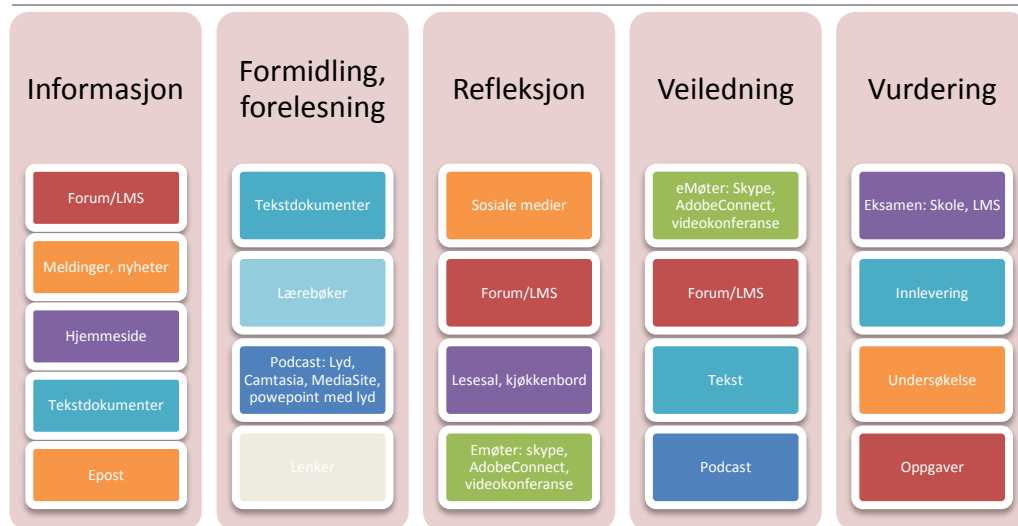 Informasjon
Forum/LMS
Meldinger, nyheter
Hjemmeside
Tekstdokumenter
Epost
Formidling,
forelesning
Tekstdokumenter
Lærebøker
Podcast: Lyd,
Camtasia, MediaSite,
powepoint med lyd
Lenker
Refleksjon
Sosiale medier
Forum/LMS
Lesesal, kjøkkenbord
Emøter: skype,
AdobeConnect,
videokonferanse
Veiledning
eMøter: Skype,
AdobeConnect,
videokonferanse
Forum/LMS
Tekst
Podcast
Vurdering
Eksamen: Skole, LMS
Innlevering
Undersøkelse
Oppgaver